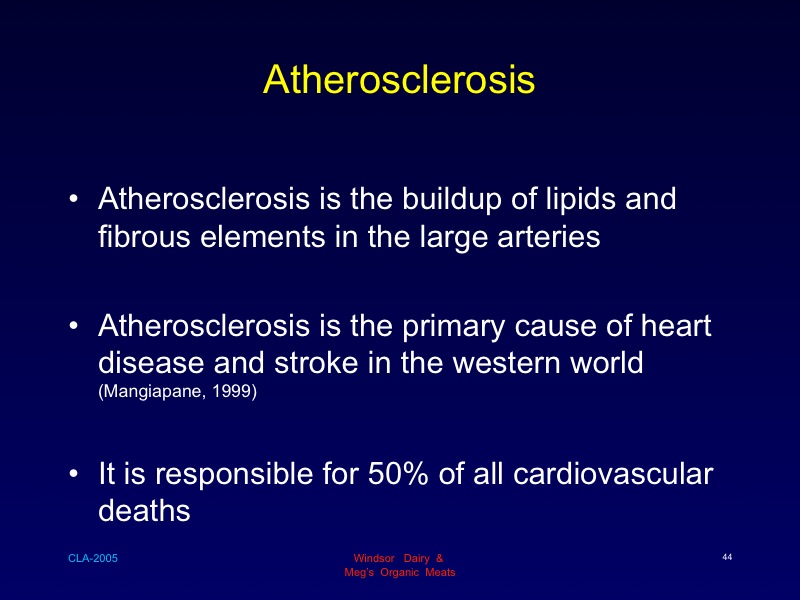 Atherosclerosis
• Atherosclerosis is the buildup of lipids and
fibrous elements in the large arteries
• Atherosclerosis is the primary cause of heart
disease and stroke in the western world
(Mangiapane, 1999)
• It is responsible for 50% of all cardiovascular
deaths
CLA-2005
Windsor Dairy &
Meg's Organic Meats
44